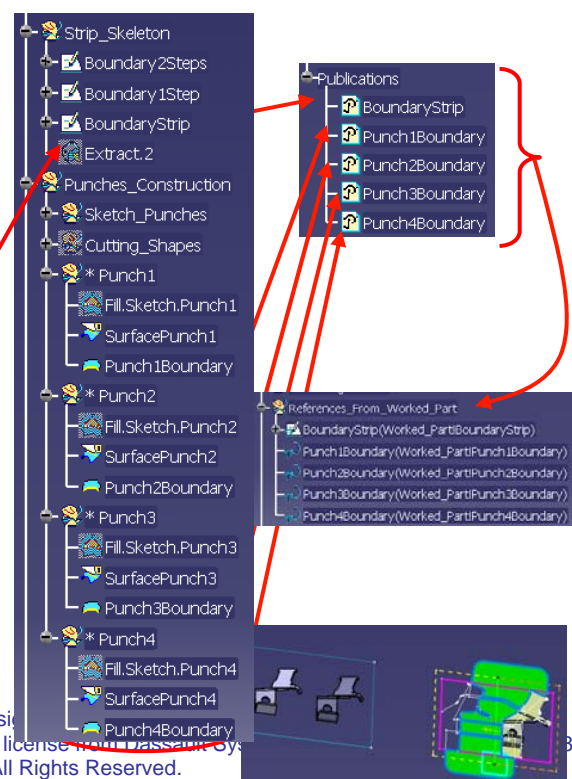 Strip_Skeleton
Boundary2Steps
Boundary1Step
BoundaryStrip
Extract.2
Punches_Construction
Sketch_Punches
Cutting_Shapes
* Punch1
Fill.Sketch.Punch1
SurfacePunch1
Punch1Boundary
* Punch2
Fill.Sketch.Punch2
SurfacePunch2
Punch2Boundary
* Punch3
Fill.Sketch.Punch3
SurfacePunch3
Punch3Boundary
* Punch4
Fill.Sketch.Punch4
SurfacePunch4
Punch4Boundary
Publications
BoundaryStrip
Punch1Boundary
Punch2Boundary
Punch3Boundary
Punch4Boundary
References_From_Worked_Part
BoundaryStrip(Worked_Part!BoundaryStrip)
Punch1Boundary(Worked_Part!Punch1Boundary)
Punch2Boundary(Worked_Part!Punch2Boundary)
Punch3Boundary(Worked_Part!Punch3Boundary)
Punch4Boundary(Worked_Part!Punch4Boundary)
license from Dassault Sys
All Rights Reserved.